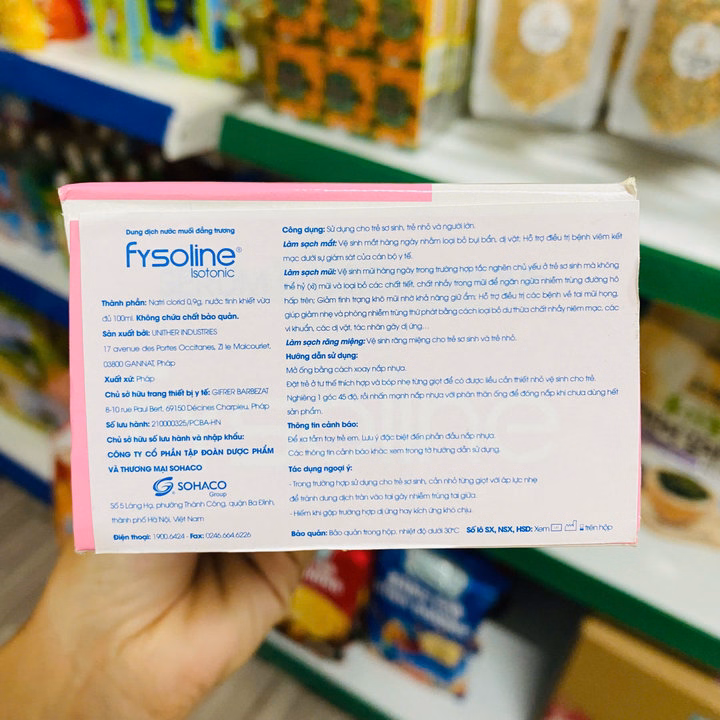 Dung dịch nước muối đẳng trương
fysoline®
Isotonic
Thành phần: Natri clorid 0,9g, nước tinh khiết vừa
đủ 100ml. Không chứa chất bảo quản.
Sản xuất bởi: UNITHER INDUSTRIES
17 avenue des Portes Occitanes, ZI le Malcourlet,
03800 GANNAT, Pháp
Xuất xứ: Pháp
Chủ sở hữu trang thiết bị y tế: GIFRER BARBEZAT
8-10 rue Paul Bert, 69150 Décines Charpieu, Pháp
Số lưu hành: 210000325/PCBA-HN
Chủ sở hữu số lưu hành và nhập khẩu:
CÔNG TY CỔ PHẦN TẬP ĐOÀN DƯỢC PHẨM
VÀ THƯƠNG MẠI SOHACO
SOHACO
Group
Số 5 Láng Hạ, phường Thành Công, quận Ba Đình,
thành phố Hà Nội, Việt Nam
Điện thoại: 1900.6424 - Fax: 0246.664.6226
Công dụng: Sử dụng cho trẻ sơ sinh, trẻ nhỏ và người lớn.
Làm sạch mắt: Vệ sinh mắt hàng ngày nhằm loại bỏ bụi bẩn, dị vật; Hỗ trợ điều trị bệnh viêm kết
mạc dưới sự giám sát của cán bộ y tế.
Làm sạch mũi: Vệ sinh mũi hàng ngày trong trường hợp tắc nghẽn chủ yếu ở trẻ sơ sinh mà không
thể hỷ (xì) mũi và loại bỏ các chất tiết, chất nhầy trong mũi để ngăn ngừa nhiễm trùng đường hô
hấp trên; Giảm tình trạng khô mũi nhờ khả năng giữ ẩm; Hỗ trợ điều trị các bệnh về tai mũi họng,
giúp giảm nhẹ và phòng nhiễm trùng thứ phát bằng cách loại bỏ dư thừa chất nhầy niêm mạc, các
vi khuẩn, các dị vật, tác nhân gây dị ứng...
Làm sạch răng miệng: Vệ sinh răng miệng cho trẻ sơ sinh và trẻ nhỏ.
Hướng dẫn sử dụng:
Mở ống bằng cách xoay nắp nhựa.
Đặt trẻ ở tư thế thích hợp và bóp nhẹ từng giọt để có được liều cần thiết nhỏ vệ sinh cho trẻ.
Nghiêng 1 góc 45 độ, rồi nhấn mạnh nắp nhựa với phần thân ống để đóng nắp khi chưa dùng hết
sản phẩm.
Thông tin cảnh báo:
Để xa tầm tay trẻ em. Lưu ý đặc biệt đến phần đầu nắp nhựa.
Các thông tin cảnh báo khác xem trong tờ hướng dẫn sử dụng.
Tác dụng ngoại ý:
- Trong trường hợp sử dụng cho trẻ sơ sinh, cần nhỏ từng giọt với áp lực nhẹ
để tránh dung dịch tràn vào tai gây nhiễm trùng tai giữa.
- Hiếm khi gặp trường hợp dị ứng hay kích ứng khó chịu.
Bảo quản: Bảo quản trong hộp, nhiệt độ dưới 30°C Số lô SX, NSX, HSD: Xem trên hộp